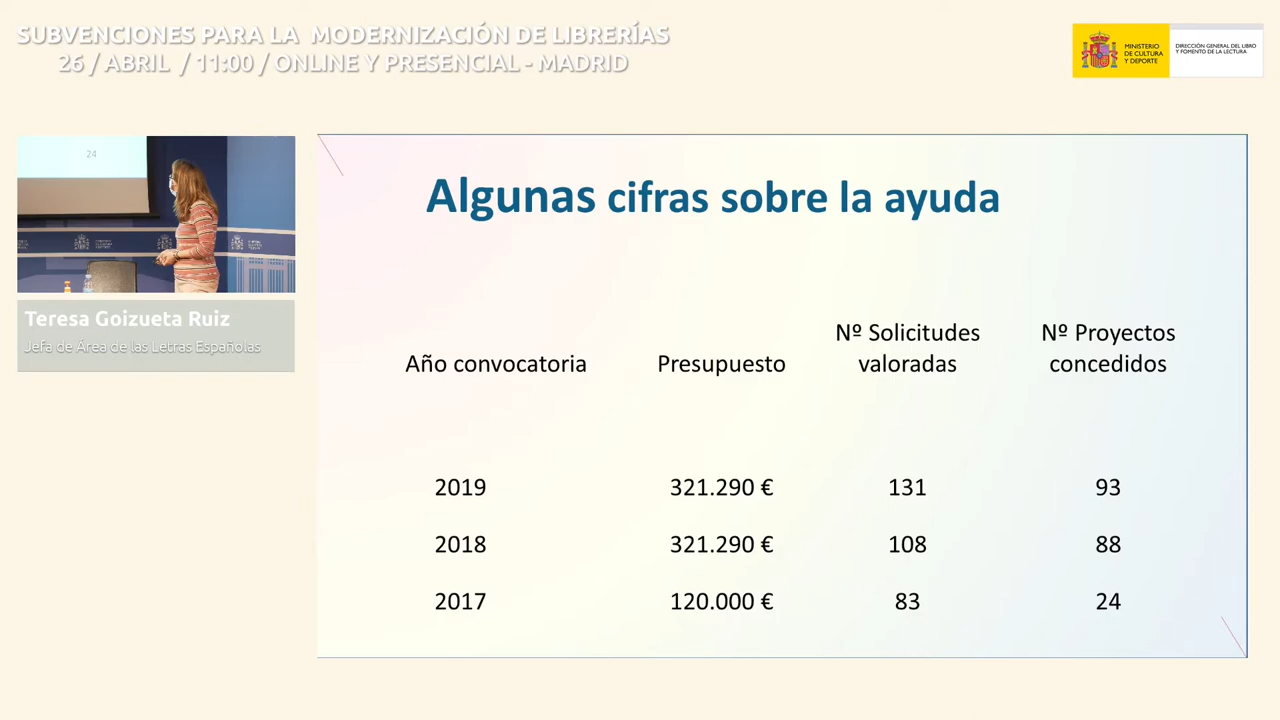 SUBVENCIONES PARA LA MODERNIZACIÓN DE LIBRERÍAS
26 / ABRIL / 11:00 / ONLINE Y PRESENCIAL - MADRID
MINISTERIO
DE CULTURA
Y DEPORTE
DIRECCIÓN GENERAL DEL LIBRO
Y FOMENTO DE LA LECTURA
24
Teresa Goizueta Ruiz
Jefa de Área de las Letras Españolas
Algunas cifras sobre la ayuda
Año convocatoria Presupuesto Nº Solicitudes valoradas Nº Proyectos concedidos
2019 321.290 € 131 93
2018 321.290 € 108 88
2017 120.000 € 83 24